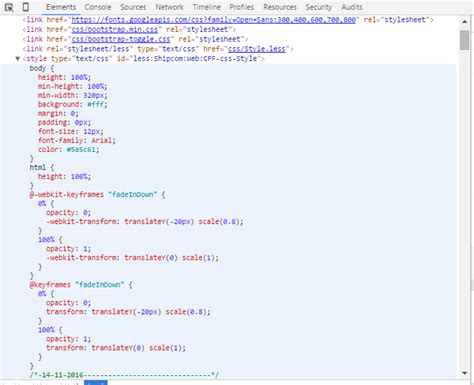 Elements Console Sources Network Timeline Profiles Application Security Audits
<link href="https://fonts.googleapis.com/css?family=Open+Sans:300,400,600,700,800" rel="stylesheet">
<link href="css/bootstrap.min.css" rel="stylesheet">
<link href="css/bootstrap-toggle.css" rel="stylesheet">
<link rel="stylesheet/less" type="text/css" href="css/Style.less">
▼<style type="text/css" id="less:Shipcom:Web:CPF-css-Style">
body {
height: 100%;
min-height: 100%;
min-width: 320px;
background: #fff;
margin: 0;
padding: 0px;
font-size: 12px;
font-family: Arial;
color: #5a5c61;
}
html {
height: 100%;
}
@-webkit-keyframes "fadeInDown" {
0% {
opacity: 0;
-webkit-transform: translateY(-20px) scale(0.8);
}
100% {
opacity: 1;
-webkit-transform: translateY(0) scale(1);
}
}
@keyframes "fadeInDown" {
0% {
opacity: 0;
transform: translateY(-20px) scale(0.8);
}
100% {
opacity: 1;
transform: translateY(0) scale(1);
}
}
/*-14-11-2016------------------------------*/